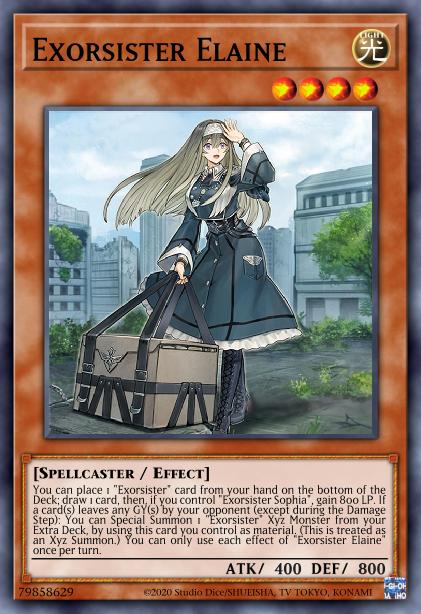 EXORSISTER ELAINE
LIGHT
光
[SPELLCASTER / EFFECT]
You can place 1 "Exorsister" card from your hand on the bottom of the
Deck; draw 1 card, then, if you control "Exorsister Sophia", gain 800 LP. If
a card(s) leaves any GY(s) by your opponent (except during the Damage
Step): You can Special Summon 1 "Exorsister" Xyz Monster from your
Extra Deck, by using this card you control as material. (This is treated as
an Xyz Summon.) You can only use each effect of "Exorsister Elaine"
once per turn.
ATK/ 400 DEF/ 800
79858629
©2020 Studio Dice/SHUEISHA, TV TOKYO, KONAMI